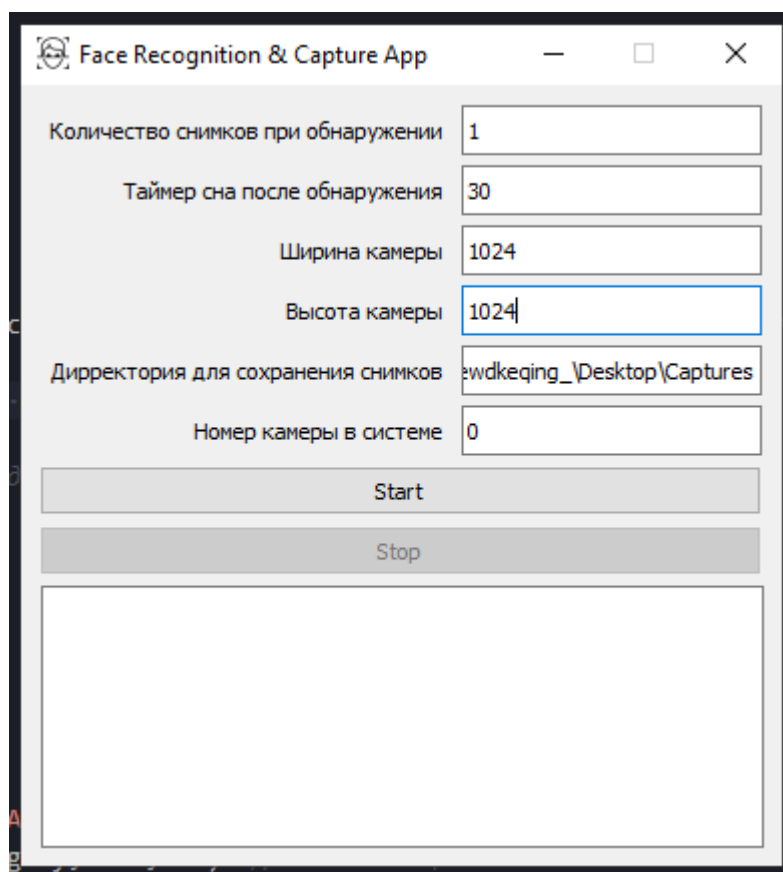 Face Recognition & Capture App
Количество снимков при обнаружении 1
Таймер сна после обнаружения 30
Ширина камеры 1024
Высота камеры 1024
Дирректория для сохранения снимков ewdkeqing_\Desktop\Captures
Номер камеры в системе 0
Start
Stop